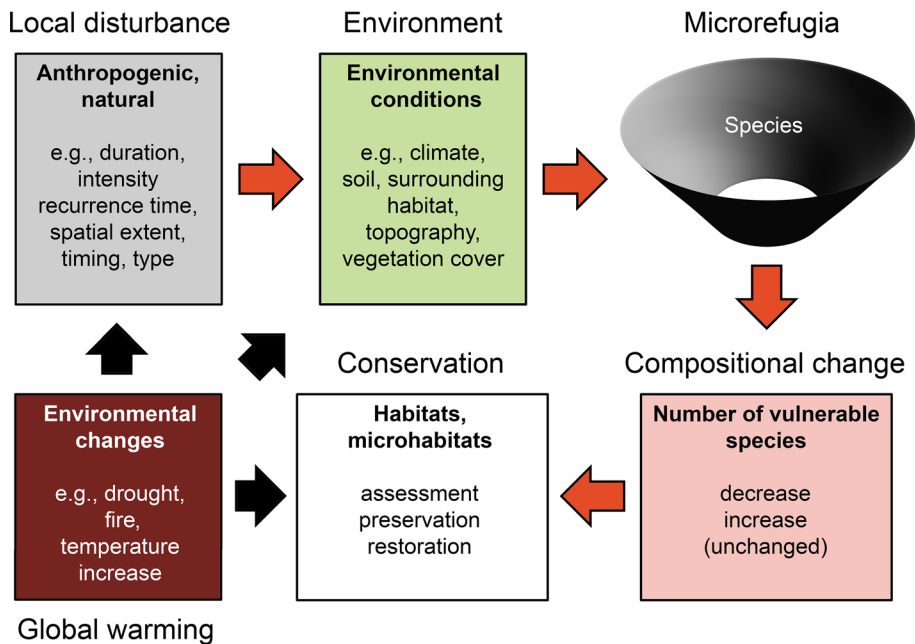 Local disturbance
Anthropogenic,
natural
e.g., duration,
intensity
recurrence time,
spatial extent,
timing, type
Environment
Environmental
conditions
e.g., climate,
soil, surrounding
habitat,
topography,
vegetation cover
Microrefugia
Species
Compositional change
Number of vulnerable
species
decrease
increase
(unchanged)
Conservation
Habitats,
microhabitats
assessment
preservation
restoration
Environmental
changes
e.g., drought,
fire,
temperature
increase
Global warming